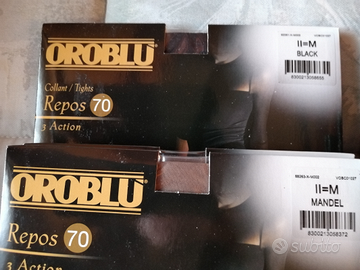 OROBLU
Collant / Tights
Repos 70
3 Action
II=M
BLACK
OROBLU
Repos 70
3 Action
II=M
MANDEL
subito